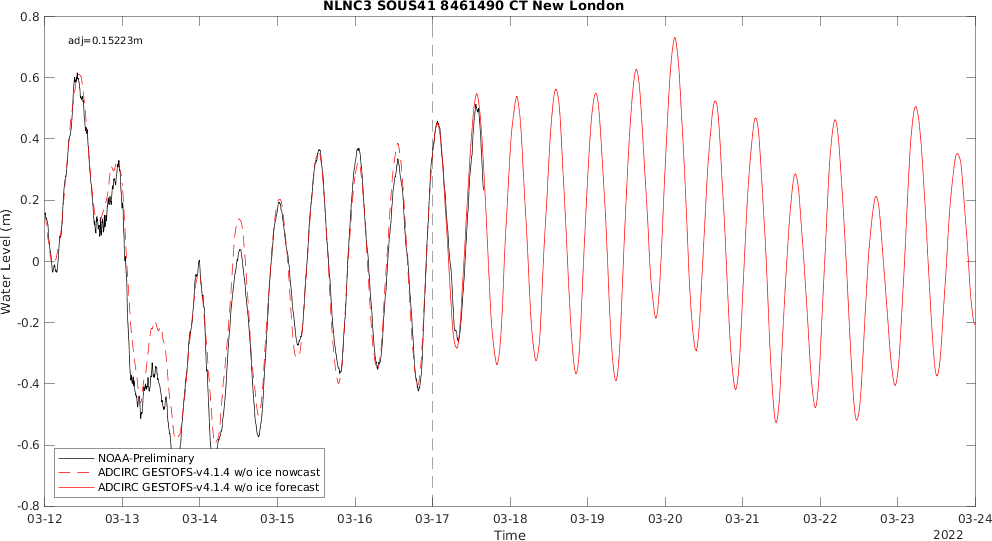 NLNC3 SOUS41 8461490 CT New London
adj=0.15223m
0.8
0.6
0.4
0.2
0
-0.2
-0.4
-0.6
-0.8
Water Level (m)
NOAA-Preliminary
ADCIRC GESTOFS-v4.1.4 w/o ice nowcast
ADCIRC GESTOFS-v4.1.4 w/o ice forecast
03-12 03-13 03-14 03-15 03-16 03-17 03-18 03-19 03-20 03-21 03-22 03-23 03-24
Time
2022